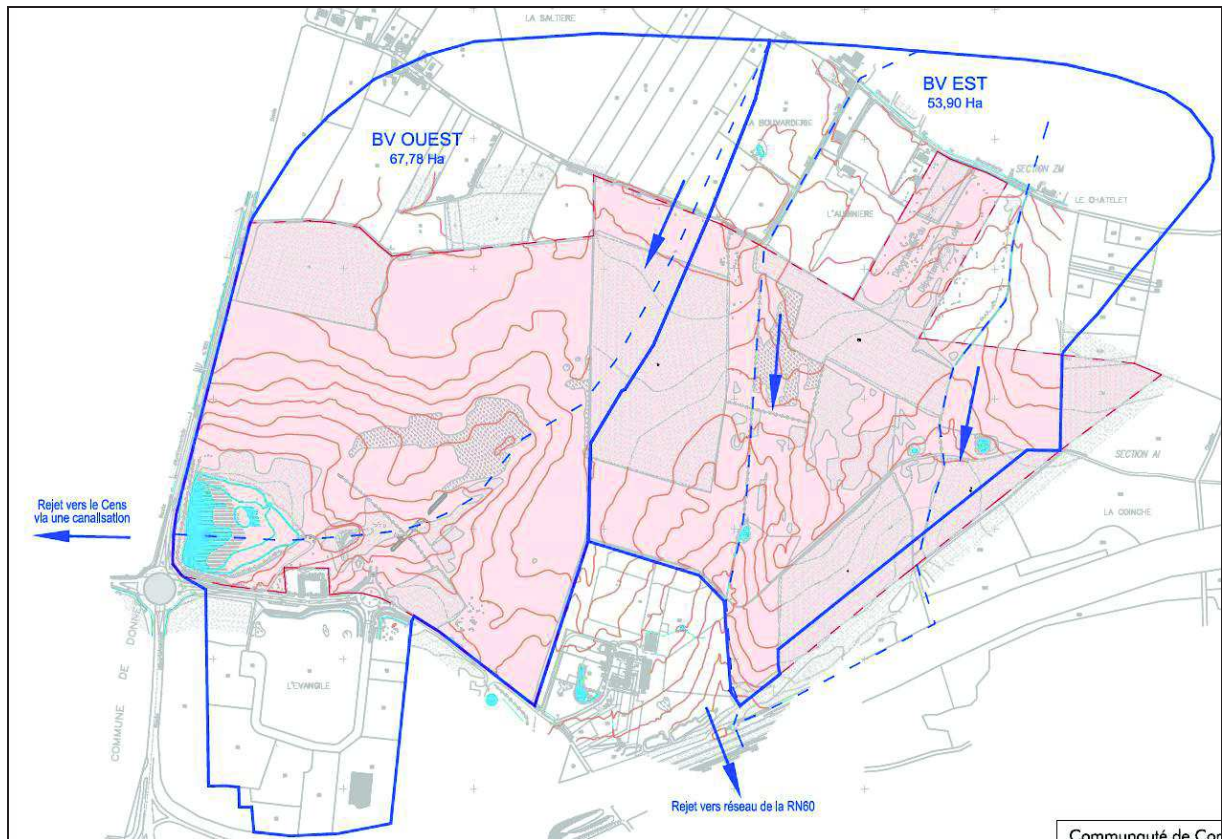 LA SALTIERE
BV EST
53,90 Ha
BV OUEST
67,78 Ha
LA BOUVARDERIE
SECTION ZM
LE CHATELET
SECTION AI
LA COINCHE
Rejet vers le Cens
via une canalisation
L'EVANGILE
COMMUNE DE DONNE
Rejet vers réseau de la RN60
Communauté de Cor